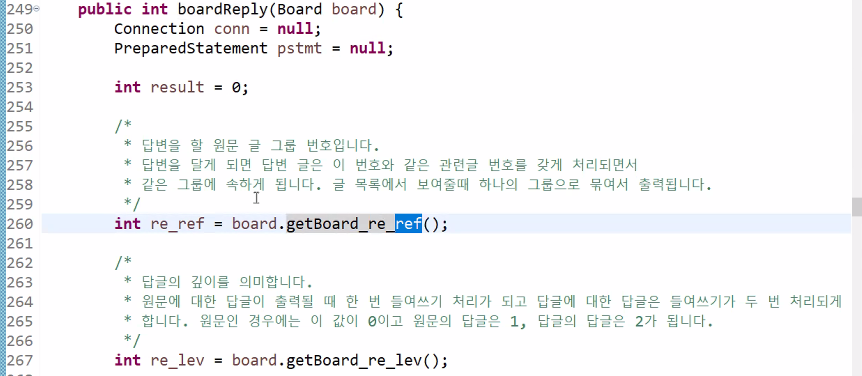 249 public int boardReply(Board board) {
250 Connection conn = null;
251 PreparedStatement pstmt = null;
252
253 int result = 0;
254
255 /*
256 * 답변을 할 원문 글 그룹 번호입니다.
257 * 답변을 달게 되면 답변 글은 이 번호와 같은 관련글 번호를 갖게 처리되면서
258 * 같은 그룹에 속하게 됩니다. 글 목록에서 보여줄때 하나의 그룹으로 묶여서 출력됩니다.
259 */
260 int re_ref = board.getBoard_re_ref();
261
262 /*
263 * 답글의 깊이를 의미합니다.
264 * 원문에 대한 답글이 출력될 때 한 번 들여쓰기 처리가 되고 답글에 대한 답글은 들여쓰기가 두 번 처리되게
265 * 합니다. 원문인 경우에는 이 값이 0이고 원문의 답글은 1, 답글의 답글은 2가 됩니다.
266 */
267 int re_lev = board.getBoard_re_lev();